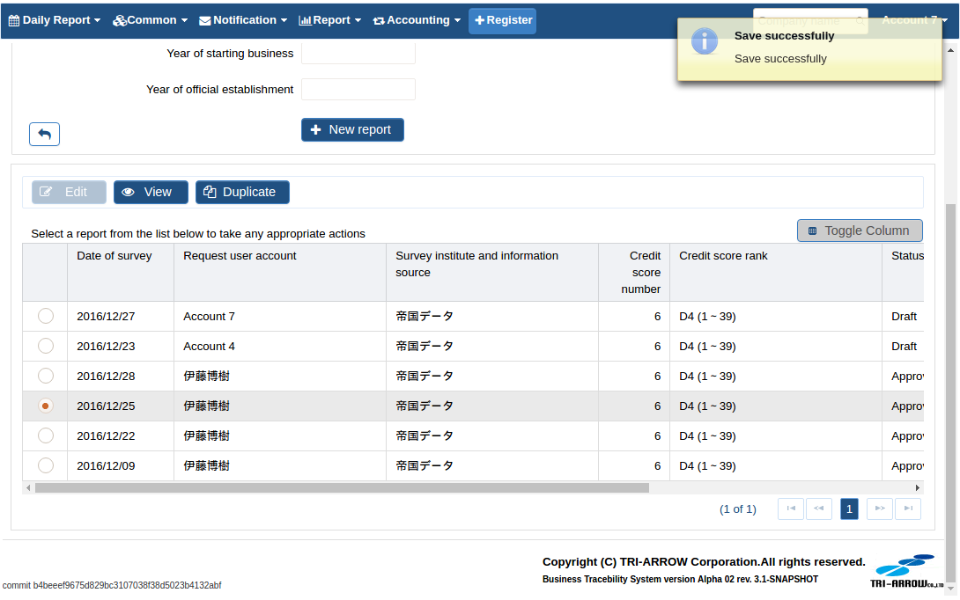 Daily Report Common Notification Report Accounting Register Account 7
Save successfully
Save successfully
Year of starting business
Year of official establishment
New report
Edit View Duplicate
Select a report from the list below to take any appropriate actions
Toggle Column
Date of survey Request user account Survey institute and information source Credit score number Credit score rank Status
2016/12/27 Account 7 帝国データ 6 D4 (1 ~ 39) Draft
2016/12/23 Account 4 帝国データ 6 D4 (1 ~ 39) Draft
2016/12/28 伊藤博樹 帝国データ 6 D4 (1 ~ 39) Appro
2016/12/25 伊藤博樹 帝国データ 6 D4 (1 ~ 39) Appro
2016/12/22 伊藤博樹 帝国データ 6 D4 (1 ~ 39) Appro
2016/12/09 伊藤博樹 帝国データ 6 D4 (1 ~ 39) Appro
(1 of 1) 1
Copyright (C) TRI-ARROW Corporation.All rights reserved.
Business Tracebility System version Alpha 02 rev. 3.1-SNAPSHOT
TRI-ARROW Co.,LTD
commit b4beeef9675d829bc3107038f38d5023b4132abf